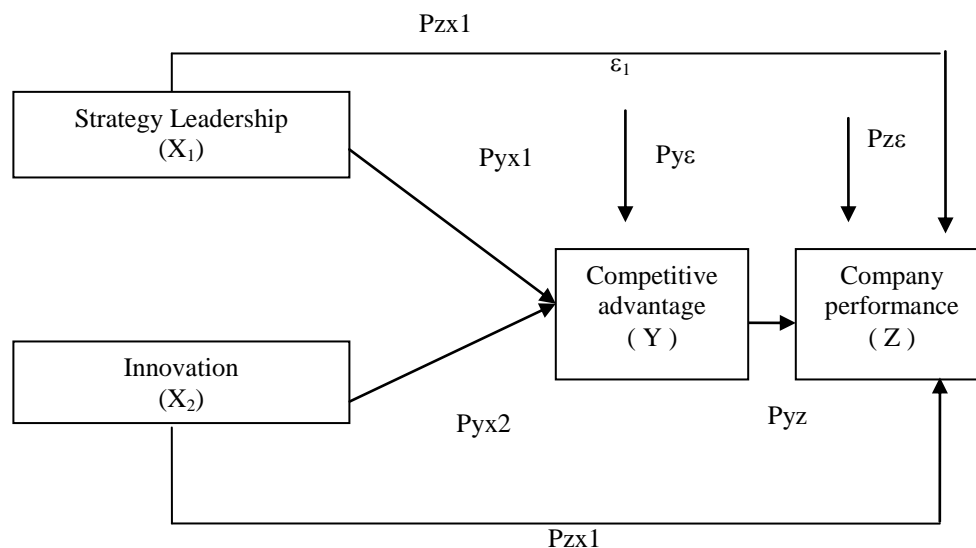 Pzx1
ε₁
Strategy Leadership
(X₁)
Pyx1
Pyε
Pzε
Competitive
advantage
( Y )
Company
performance
( Z )
Innovation
(X₂)
Pyx2
Pyz
Pzx1